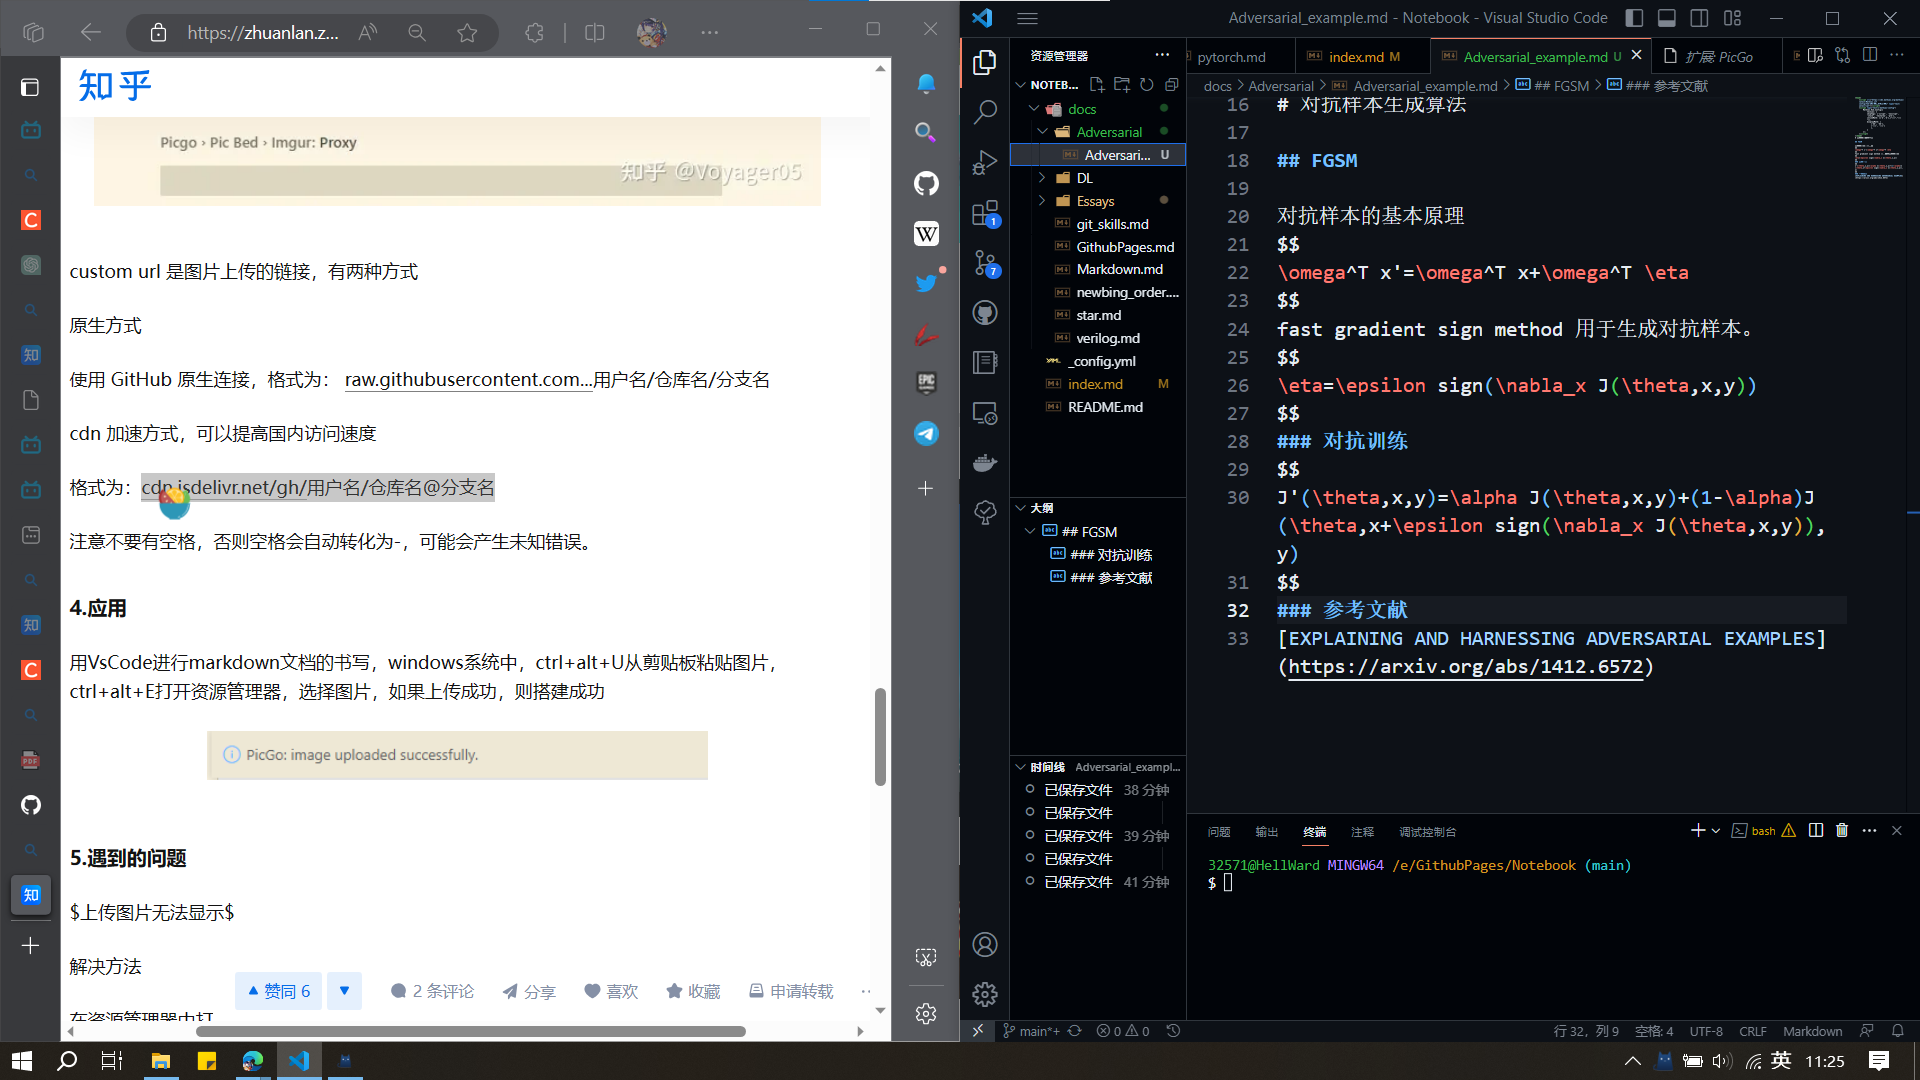 https://zhuanlan.z...
知乎
Picgo › Pic Bed › Imgur: Proxy
知乎 @Voyager05
custom url 是图片上传的链接，有两种方式
原生方式
使用 GitHub 原生连接，格式为： raw.githubusercontent.com...用户名/仓库名/分支名
cdn 加速方式，可以提高国内访问速度
格式为：cdn.jsdelivr.net/gh/用户名/仓库名@分支名
注意不要有空格，否则空格会自动转化为-，可能会产生未知错误。
4.应用
用VsCode进行markdown文档的书写，windows系统中，ctrl+alt+U从剪贴板粘贴图片，
ctrl+alt+E打开资源管理器，选择图片，如果上传成功，则搭建成功
PicGo: image uploaded successfully.
5.遇到的问题
$上传图片无法显示$
解决方法
赞同 6
2 条评论
分享
喜欢
收藏
申请转载
在资源管理器中打
Adversarial_example.md - Notebook - Visual Studio Code
资源管理器
NOTEB...
docs
Adversarial
Adversari... U
DL
Essays
git_skills.md
GithubPages.md
Markdown.md
newbing_order....
star.md
verilog.md
_config.yml
index.md M
README.md
大纲
## FGSM
### 对抗训练
### 参考文献
时间线 Adversarial_exampl...
已保存文件 38 分钟
已保存文件
已保存文件 39 分钟
已保存文件
已保存文件 41 分钟
pytorch.md
index.md M
Adversarial_example.md U
扩展: PicGo
docs > Adversarial > Adversarial_example.md > ## FGSM > ### 参考文献
16 # 对抗样本生成算法
17
18 ## FGSM
19
20 对抗样本的基本原理
21 $$
22 \omega^T x'=\omega^T x+\omega^T \eta
23 $$
24 fast gradient sign method 用于生成对抗样本。
25 $$
26 \eta=\epsilon sign(\nabla_x J(\theta,x,y))
27 $$
28 ### 对抗训练
29 $$
30 J'(\theta,x,y)=\alpha J(\theta,x,y)+(1-\alpha)J
(\theta,x+\epsilon sign(\nabla_x J(\theta,x,y)),
y)
31 $$
32 ### 参考文献
33 [EXPLAINING AND HARNESSING ADVERSARIAL EXAMPLES]
(https://arxiv.org/abs/1412.6572)
问题 输出 终端 注释 调试控制台
bash
32571@HellWard MINGW64 /e/GithubPages/Notebook (main)
$
main*+
0 0
行 32，列 9
空格: 4
UTF-8
CRLF
Markdown
英
11:25